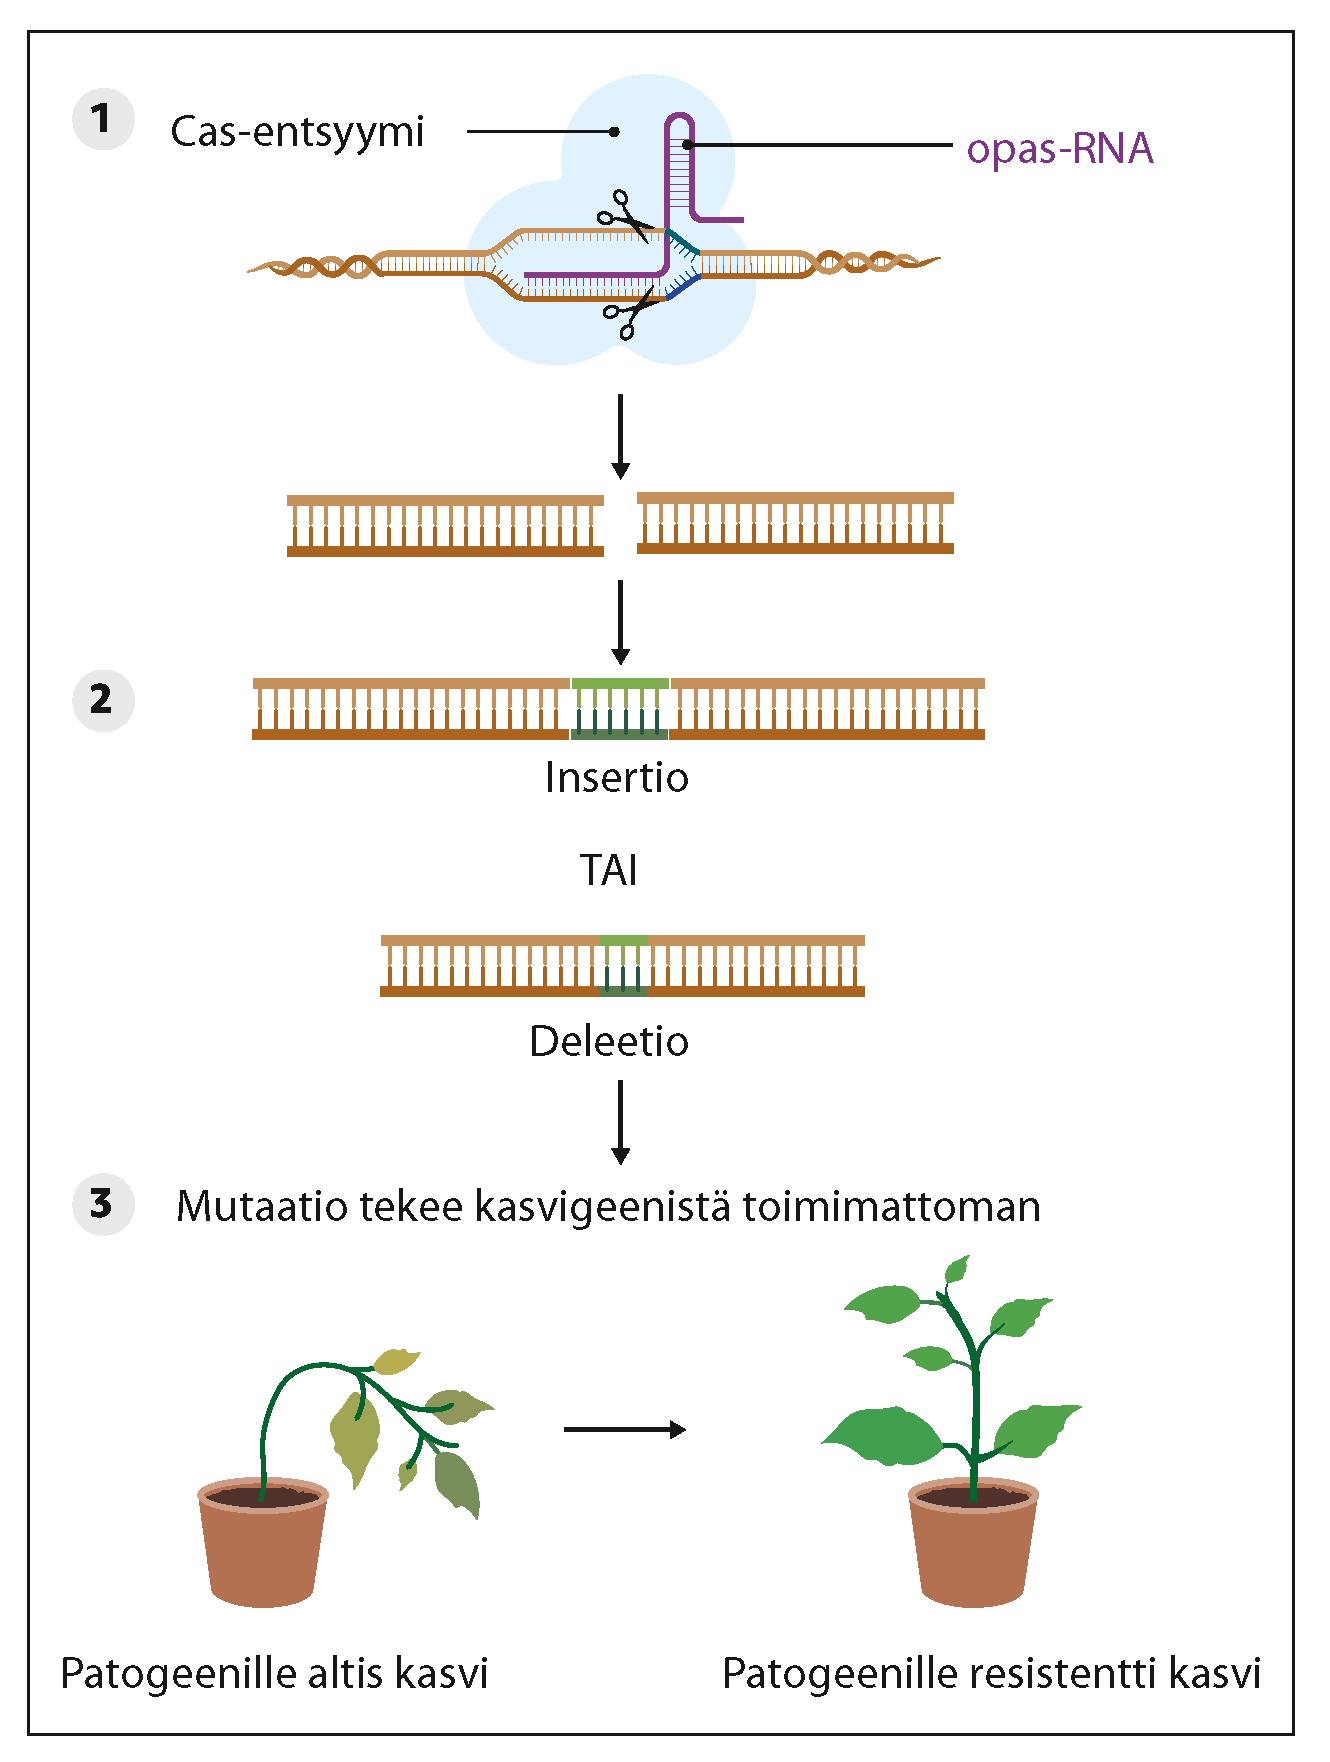 1
Cas-entsyymi
opas-RNA
2
Insertio
TAI
Deleetio
3
Mutaatio tekee kasvigeenistä toimimattoman
Patogeenille altis kasvi
Patogeenille resistentti kasvi